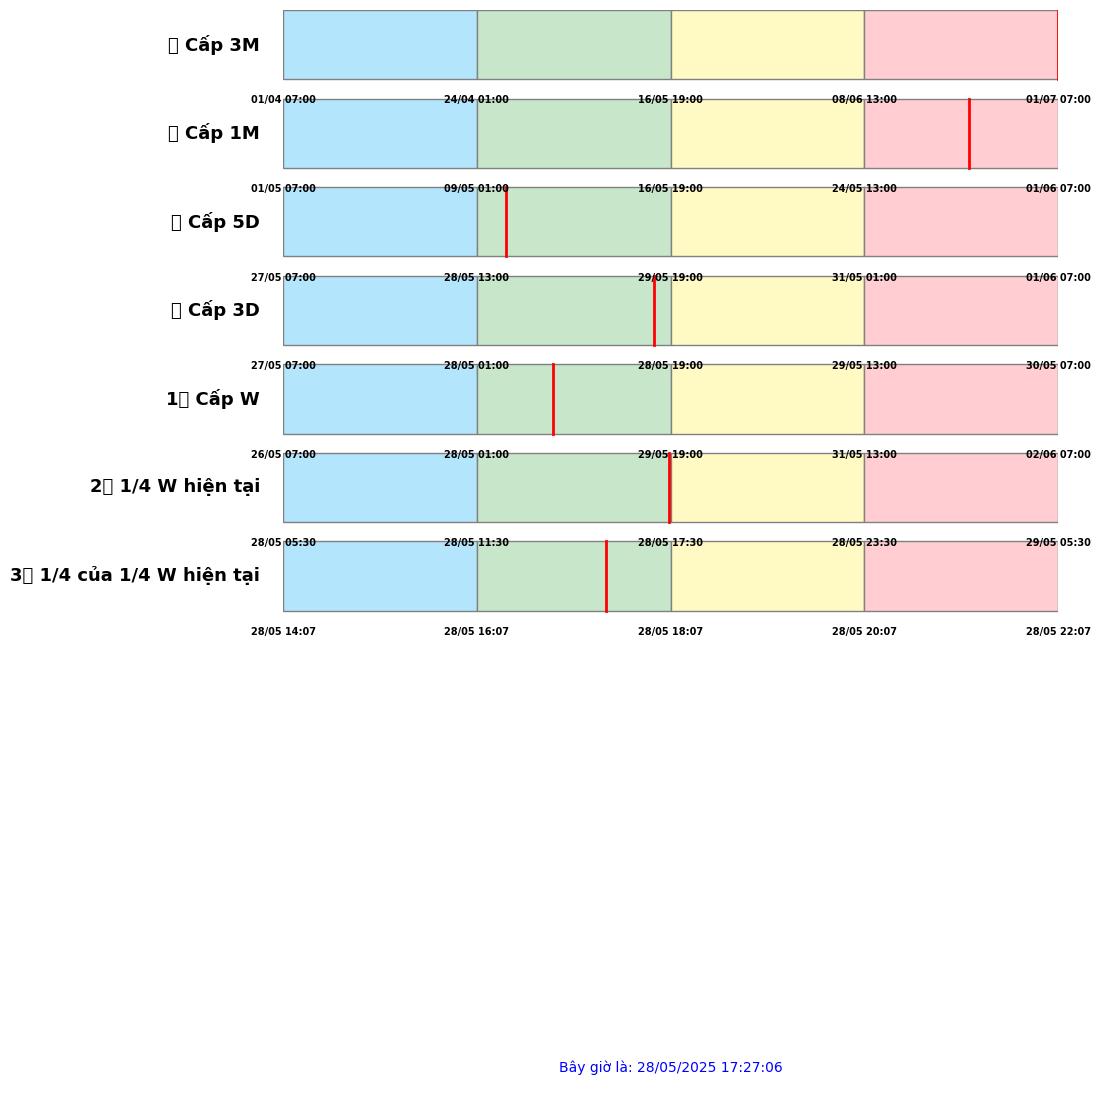 Cấp 3M
01/04 07:00 24/04 01:00 16/05 19:00 08/06 13:00 01/07 07:00
Cấp 1M
01/05 07:00 09/05 01:00 16/05 19:00 24/05 13:00 01/06 07:00
Cấp 5D
27/05 07:00 28/05 13:00 29/05 19:00 31/05 01:00 01/06 07:00
Cấp 3D
27/05 07:00 28/05 01:00 28/05 19:00 29/05 13:00 30/05 07:00
1 Cấp W
26/05 07:00 28/05 01:00 29/05 19:00 31/05 13:00 02/06 07:00
2 1/4 W hiện tại
28/05 05:30 28/05 11:30 28/05 17:30 28/05 23:30 29/05 05:30
3 1/4 của 1/4 W hiện tại
28/05 14:07 28/05 16:07 28/05 18:07 28/05 20:07 28/05 22:07
Bây giờ là: 28/05/2025 17:27:06